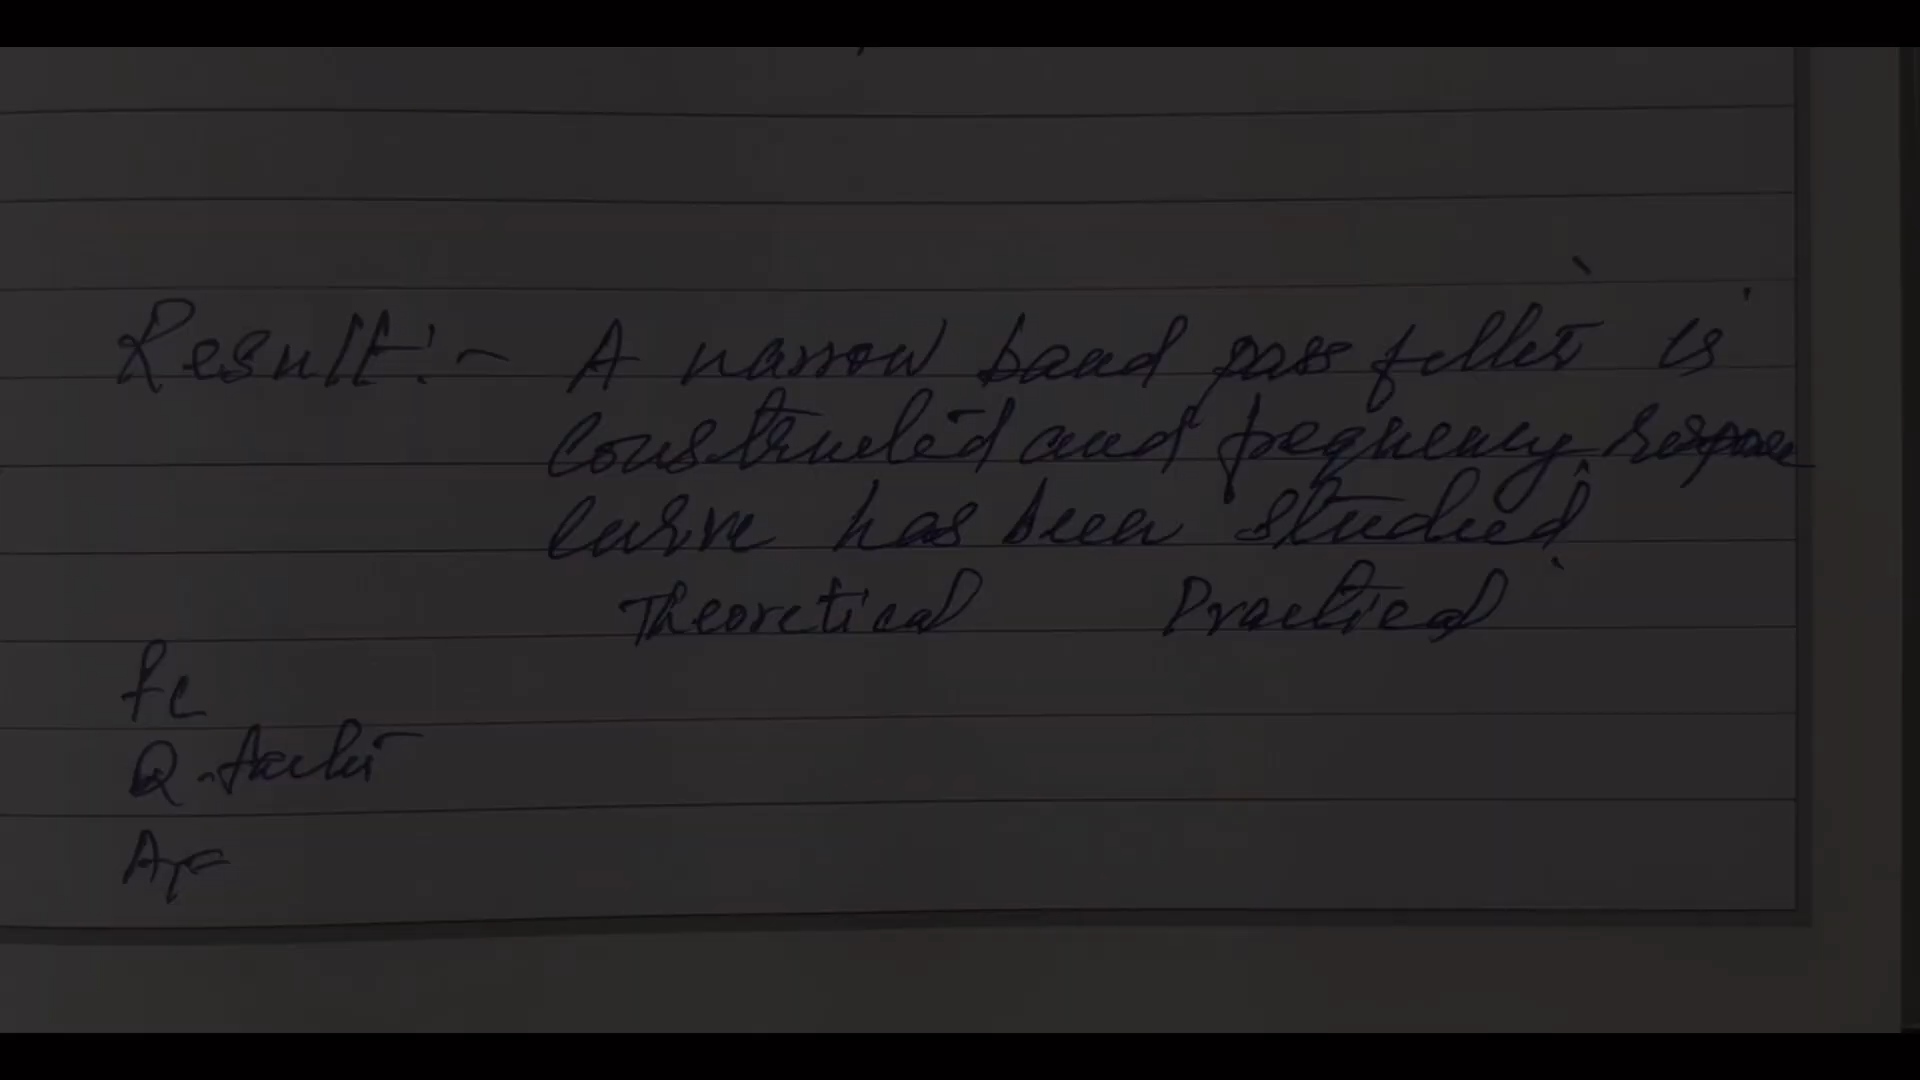 Result:- A narrow band pass filter is
constructed and frequency response
curve has been studied.
Theoretical Practical
fc
Q-factor
AF